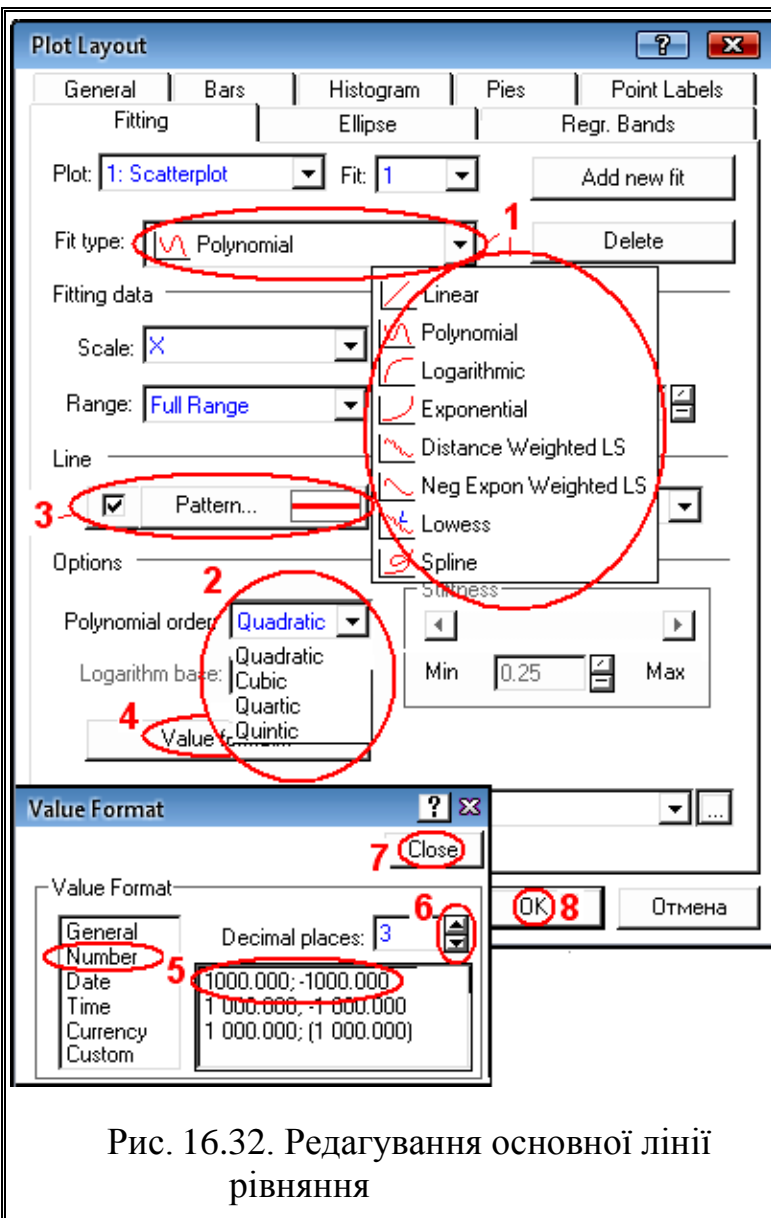 Plot Layout
General Bars Histogram Pies Point Labels
Fitting Ellipse Regr. Bands
Plot: 1: Scatterplot Fit: 1 Add new fit
1
Fit type: Polynomial Delete
Fitting data
Linear
Polynomial
Logarithmic
Exponential
Distance Weighted LS
Neg Expon Weighted LS
Lowess
Spline
Scale: X
Range: Full Range
Line
3 Pattern...
Options
2
Stiffness
Polynomial order: Quadratic
Quadratic
Cubic
Quartic
Quintic
Logarithm base:
Min 0.25 Max
4
Value format...
Value Format
...
7 Close
Value Format
OK 8 Отмена
General
Number
Date
Time
Currency
Custom
Decimal places: 3 6
5 1000.000; -1000.000
1 000.000; -1 000.000
1 000.000; (1 000.000)
Рис. 16.32. Редагування основної лінії
рівняння